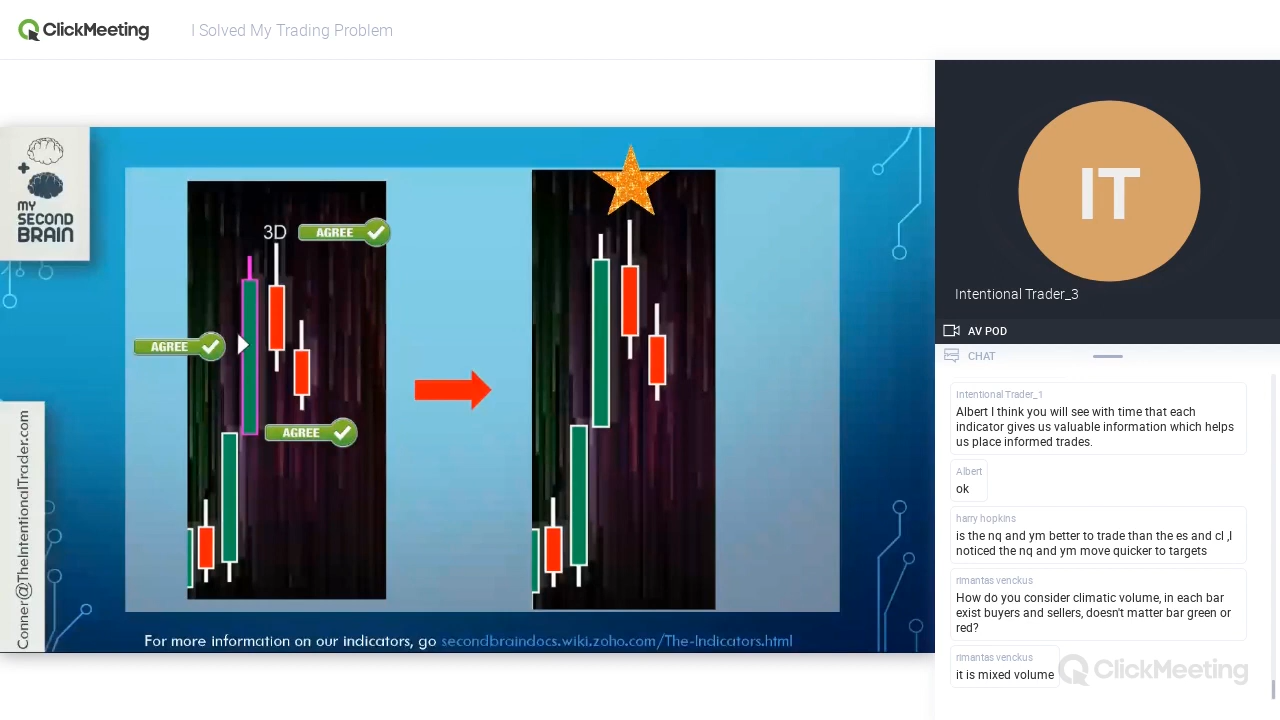 ClickMeeting
I Solved My Trading Problem
MY
SECOND
BRAIN
3D
AGREE
AGREE
AGREE
Conner@TheIntentionalTrader.com
For more information on our indicators, go secondbraindocs.wiki.zoho.com/The-Indicators.html
IT
Intentional Trader_3
AV POD
CHAT
Intentional Trader_1
Albert I think you will see with time that each
indicator gives us valuable information which helps
us place informed trades.
Albert
ok
harry hopkins
is the nq and ym better to trade than the es and cl ,I
noticed the nq and ym move quicker to targets
rimantas venckus
How do you consider climatic volume, in each bar
exist buyers and sellers, doesn't matter bar green or
red?
rimantas venckus
it is mixed volume
ClickMeeting